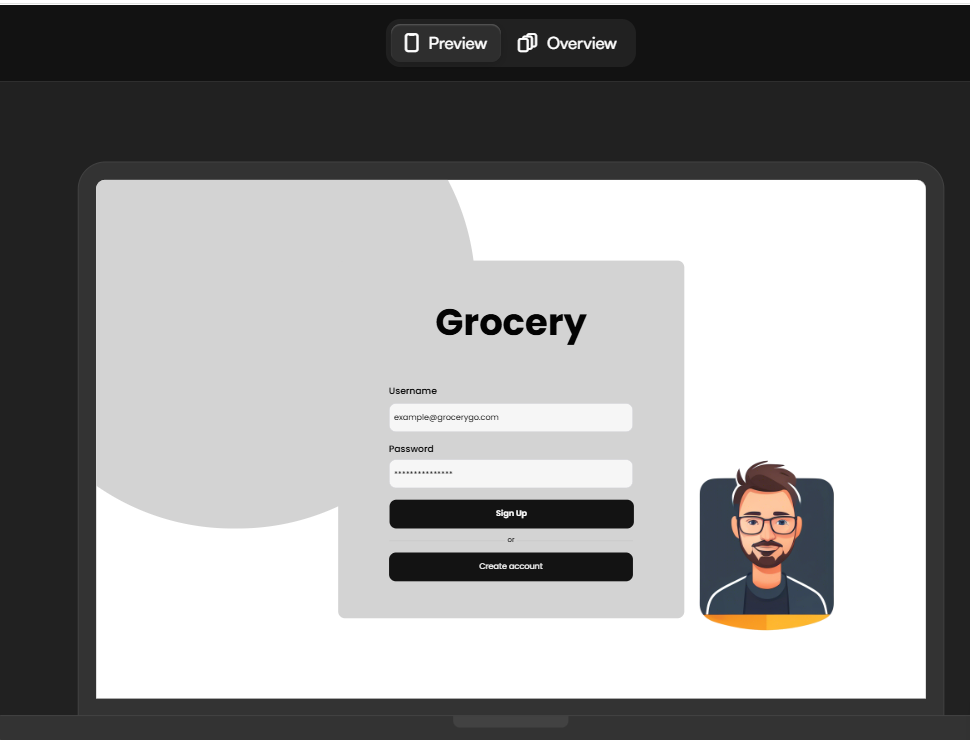 Preview
Overview
Grocery
Username
example@grocerygo.com
Password
***************
Sign Up
or
Create account